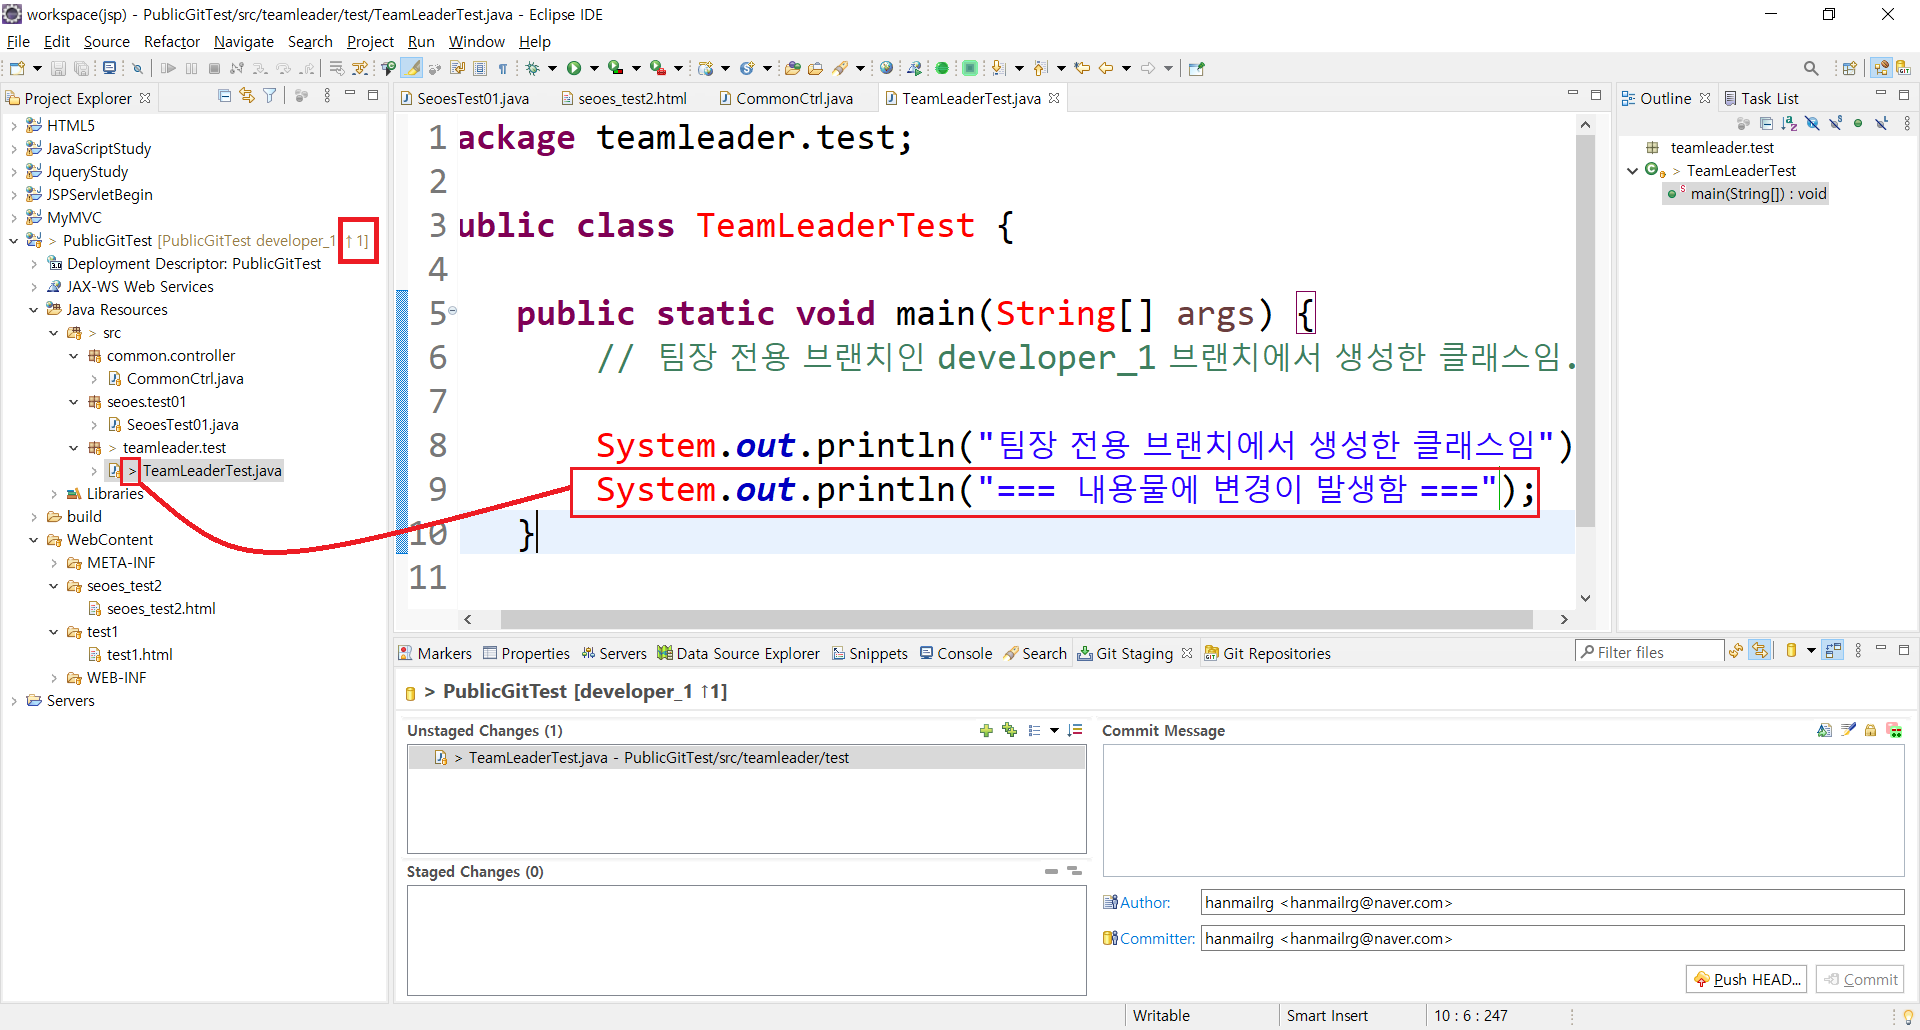 workspace(jsp) - PublicGitTest/src/teamleader/test/TeamLeaderTest.java - Eclipse IDE
File Edit Source Refactor Navigate Search Project Run Window Help
Project Explorer
HTML5
JavaScriptStudy
JqueryStudy
JSPServletBegin
MyMVC
> PublicGitTest [PublicGitTest developer_1 ↑1]
Deployment Descriptor: PublicGitTest
JAX-WS Web Services
Java Resources
> src
common.controller
CommonCtrl.java
seoes.test01
SeoesTest01.java
> teamleader.test
> TeamLeaderTest.java
Libraries
build
WebContent
META-INF
seoes_test2
seoes_test2.html
test1
test1.html
WEB-INF
Servers
SeoesTest01.java seoes_test2.html CommonCtrl.java TeamLeaderTest.java
1 ackage teamleader.test;
2
3 ublic class TeamLeaderTest {
4
5 public static void main(String[] args) {
6 // 팀장 전용 브랜치인 developer_1 브랜치에서 생성한 클래스임.
7
8 System.out.println("팀장 전용 브랜치에서 생성한 클래스임")
9 System.out.println("=== 내용물에 변경이 발생함 ===");
10 }
11
Outline Task List
teamleader.test
> TeamLeaderTest
main(String[]) : void
Markers Properties Servers Data Source Explorer Snippets Console Search Git Staging Git Repositories
Filter files
> PublicGitTest [developer_1 ↑1]
Unstaged Changes (1)
> TeamLeaderTest.java - PublicGitTest/src/teamleader/test
Staged Changes (0)
Commit Message
Author: hanmailrg <hanmailrg@naver.com>
Committer: hanmailrg <hanmailrg@naver.com>
Push HEAD... Commit
Writable Smart Insert 10 : 6 : 247